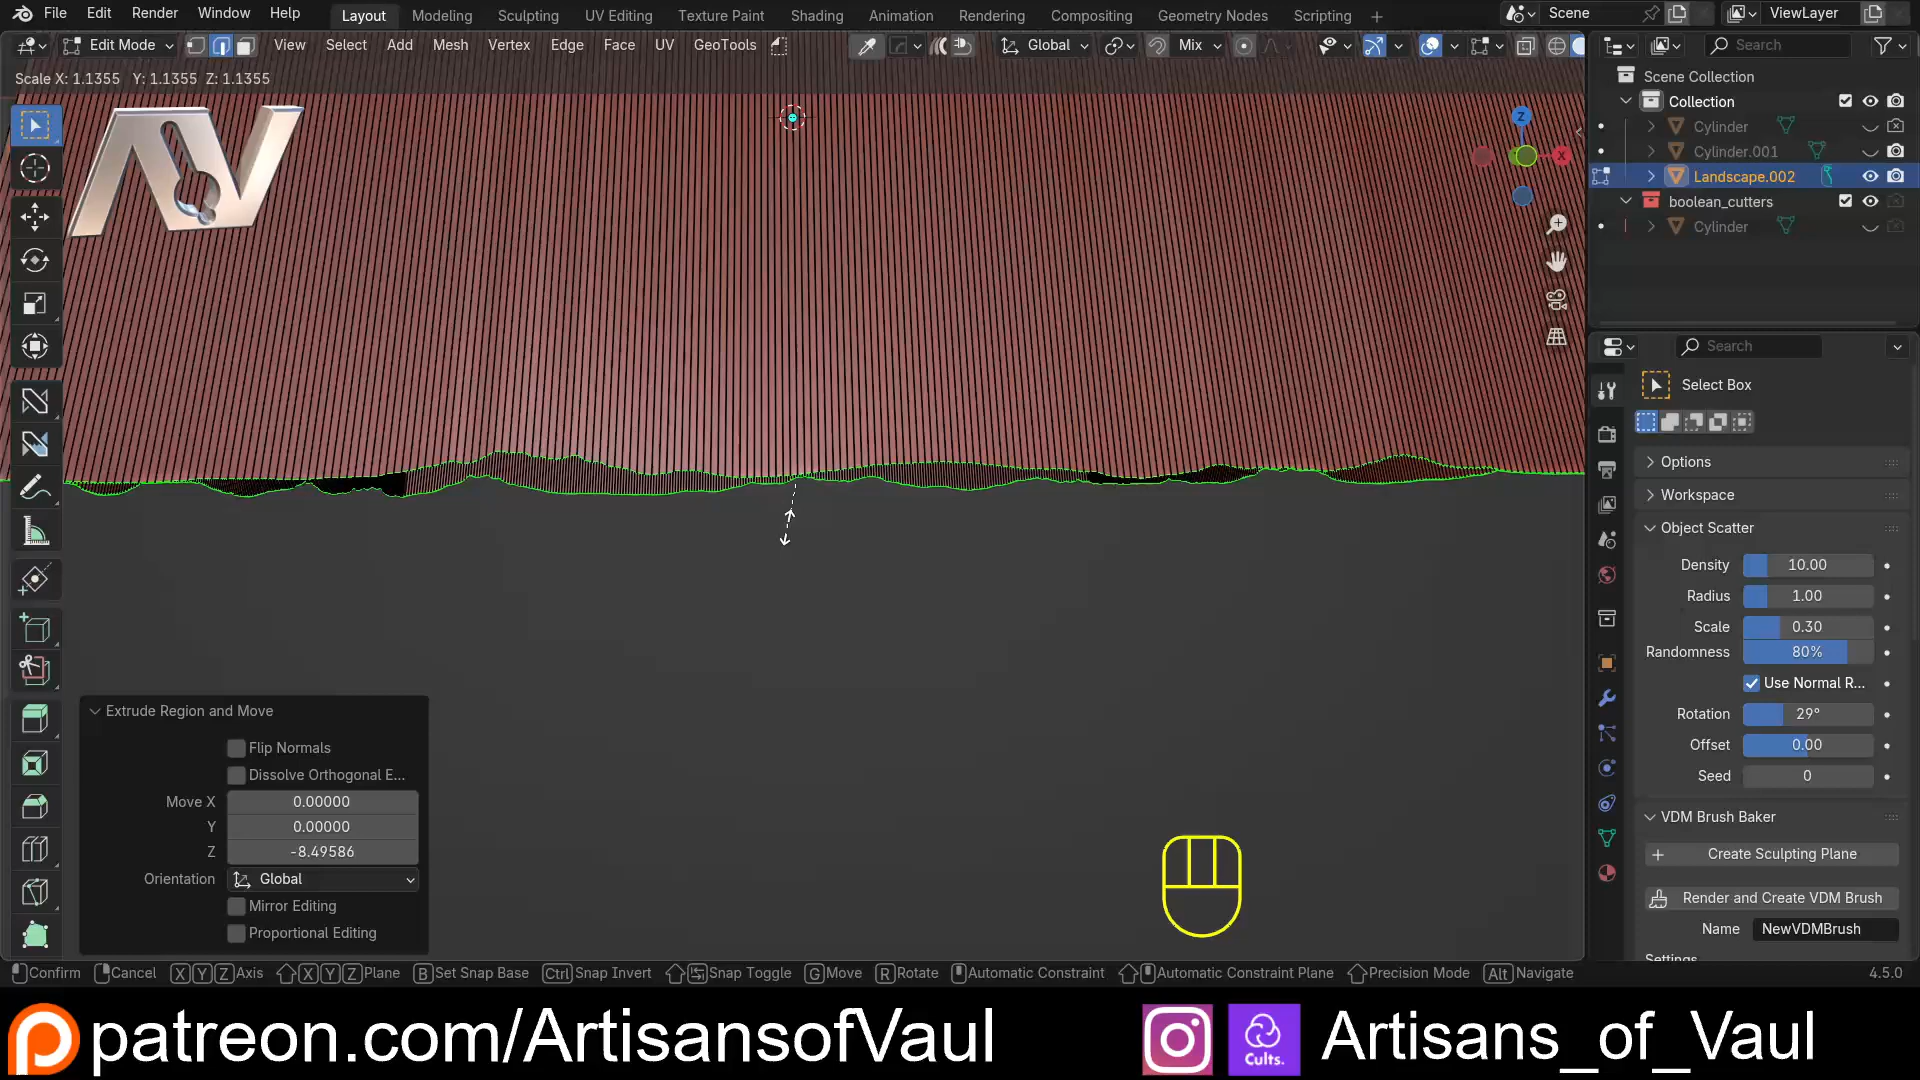 File Edit Render Window Help Layout Modeling Sculpting UV Editing Texture Paint Shading Animation Rendering Compositing Geometry Nodes Scripting Scene ViewLayer
Edit Mode View Select Add Mesh Vertex Edge Face UV GeoTools Global Mix Search
Scale X: 1.1355 Y: 1.1355 Z: 1.1355
Scene Collection
Collection
Cylinder
Cylinder.001
Landscape.002
boolean_cutters
Cylinder
Z
X
AV
Search
Select Box
Options
Workspace
Object Scatter
Density 10.00
Radius 1.00
Scale 0.30
Randomness 80%
Use Normal R...
Rotation 29°
Offset 0.00
Seed 0
VDM Brush Baker
Create Sculpting Plane
Render and Create VDM Brush
Name NewVDMBrush
Settings
Extrude Region and Move
Flip Normals
Dissolve Orthogonal E...
Move X 0.00000
Y 0.00000
Z -8.49586
Orientation Global
Mirror Editing
Proportional Editing
Confirm Cancel X Y Z Axis X Y Z Plane B Set Snap Base Ctrl Snap Invert Snap Toggle G Move R Rotate Automatic Constraint Automatic Constraint Plane Precision Mode Alt Navigate 4.5.0
patreon.com/ArtisansofVaul Cults. Artisans_of_Vaul